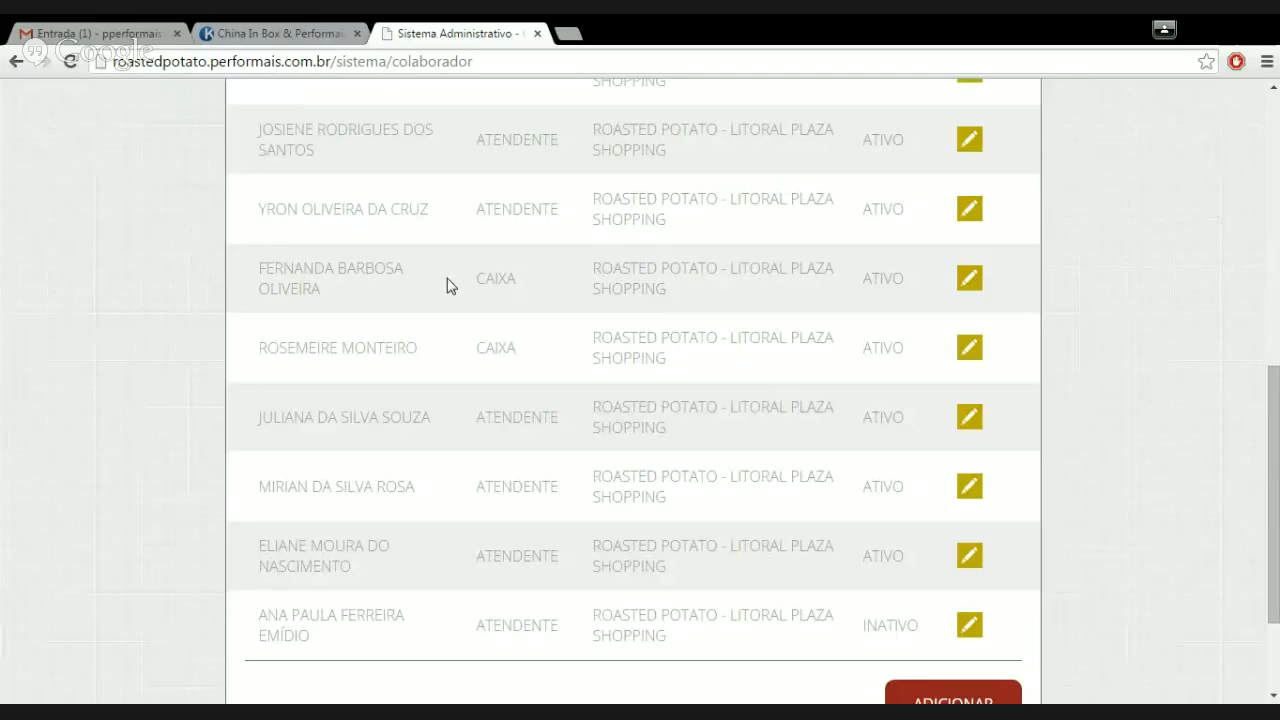 Entrada (1) - pperformais
China In Box & Performai
Sistema Administrativo -
Google
roastedpotato.performais.com.br/sistema/colaborador
SHOPPING
JOSIENE RODRIGUES DOS
SANTOS
ATENDENTE
ROASTED POTATO - LITORAL PLAZA
SHOPPING
ATIVO
YRON OLIVEIRA DA CRUZ
ATENDENTE
ROASTED POTATO - LITORAL PLAZA
SHOPPING
ATIVO
FERNANDA BARBOSA
OLIVEIRA
CAIXA
ROASTED POTATO - LITORAL PLAZA
SHOPPING
ATIVO
ROSEMEIRE MONTEIRO
CAIXA
ROASTED POTATO - LITORAL PLAZA
SHOPPING
ATIVO
JULIANA DA SILVA SOUZA
ATENDENTE
ROASTED POTATO - LITORAL PLAZA
SHOPPING
ATIVO
MIRIAN DA SILVA ROSA
ATENDENTE
ROASTED POTATO - LITORAL PLAZA
SHOPPING
ATIVO
ELIANE MOURA DO
NASCIMENTO
ATENDENTE
ROASTED POTATO - LITORAL PLAZA
SHOPPING
ATIVO
ANA PAULA FERREIRA
EMÍDIO
ATENDENTE
ROASTED POTATO - LITORAL PLAZA
SHOPPING
INATIVO
ADICIONAR